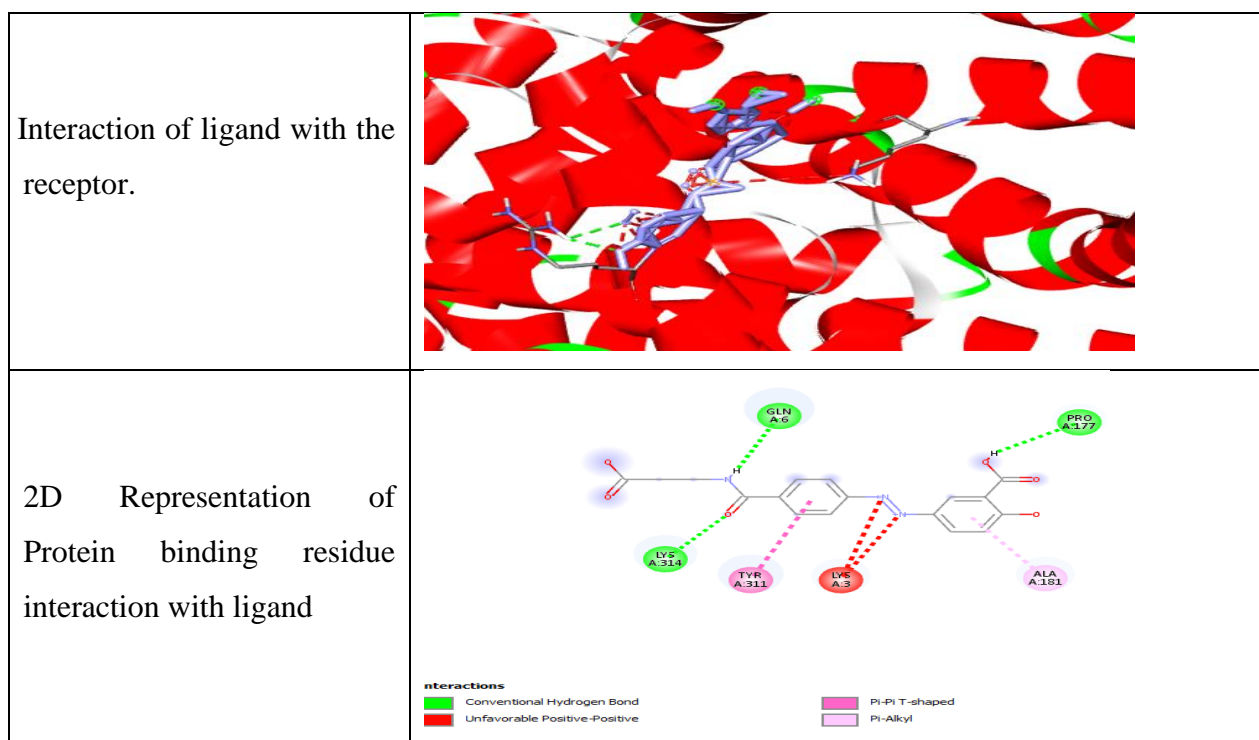 Interaction of ligand with the
receptor.
2D Representation of
Protein binding residue
interaction with ligand
GLN
A:6
PRO
A:177
H
H
O
O
N
O
O
O
O
N
N
LYS
A:314
TYR
A:311
LYS
A:3
ALA
A:181
nteractions
Conventional Hydrogen Bond
Unfavorable Positive-Positive
Pi-Pi T-shaped
Pi-Alkyl